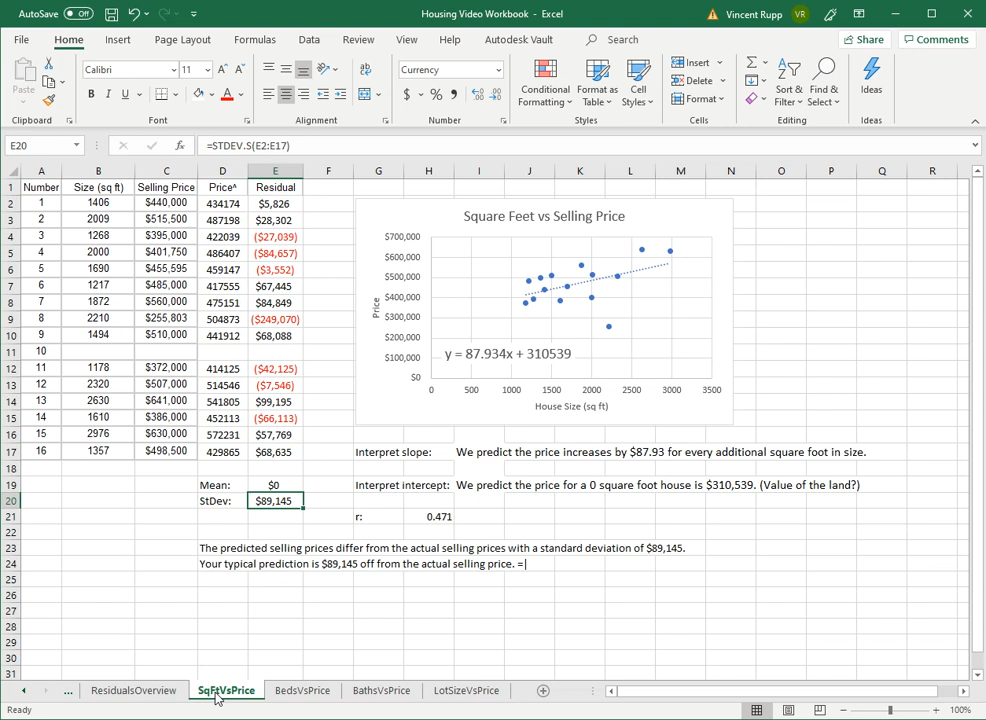 AutoSave Off Housing Video Workbook - Excel Vincent Rupp VR
File Home Insert Page Layout Formulas Data Review View Help Autodesk Vault Search Share Comments
Paste Calibri 11 Currency Conditional Formatting Format as Table Cell Styles Insert Delete Format Sort & Filter Find & Select Ideas
B I U A $ % ,
Clipboard Font Alignment Number Styles Cells Editing Ideas
E20 fx =STDEV.S(E2:E17)
A B C D E F G H I J K L M N O P Q R
1 Number Size (sq ft) Selling Price Price^ Residual
2 1 1406 $440,000 434174 $5,826
3 2 2009 $515,500 487198 $28,302
4 3 1268 $395,000 422039 ($27,039)
5 4 2000 $401,750 486407 ($84,657)
6 5 1690 $455,595 459147 ($3,552)
7 6 1217 $485,000 417555 $67,445
8 7 1872 $560,000 475151 $84,849
9 8 2210 $255,803 504873 ($249,070)
10 9 1494 $510,000 441912 $68,088
11 10
12 11 1178 $372,000 414125 ($42,125)
13 12 2320 $507,000 514546 ($7,546)
14 13 2630 $641,000 541805 $99,195
15 14 1610 $386,000 452113 ($66,113)
16 15 2976 $630,000 572231 $57,769
17 16 1357 $498,500 429865 $68,635
Square Feet vs Selling Price
$700,000
$600,000
$500,000
$400,000
$300,000
$200,000
$100,000
$0
Price
y = 87.934x + 310539
0 500 1000 1500 2000 2500 3000 3500
House Size (sq ft)
Interpret slope: We predict the price increases by $87.93 for every additional square foot in size.
18
19 Mean: $0 Interpret intercept: We predict the price for a 0 square foot house is $310,539. (Value of the land?)
20 StDev: $89,145
21 r: 0.471
22
23 The predicted selling prices differ from the actual selling prices with a standard deviation of $89,145.
24 Your typical prediction is $89,145 off from the actual selling price. =|
25
26
27
28
29
30
31
... ResidualsOverview SqFtVsPrice BedsVsPrice BathsVsPrice LotSizeVsPrice
Ready 100%